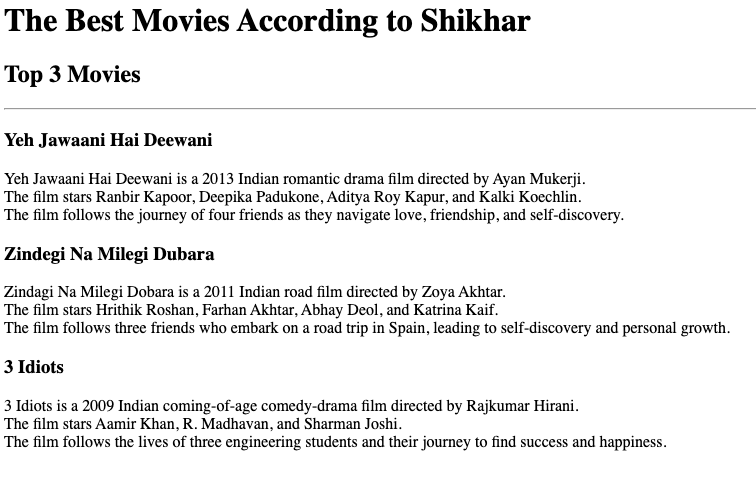 The Best Movies According to Shikhar
Top 3 Movies
Yeh Jawaani Hai Deewani
Yeh Jawaani Hai Deewani is a 2013 Indian romantic drama film directed by Ayan Mukerji.
The film stars Ranbir Kapoor, Deepika Padukone, Aditya Roy Kapur, and Kalki Koechlin.
The film follows the journey of four friends as they navigate love, friendship, and self-discovery.
Zindegi Na Milegi Dubara
Zindagi Na Milegi Dobara is a 2011 Indian road film directed by Zoya Akhtar.
The film stars Hrithik Roshan, Farhan Akhtar, Abhay Deol, and Katrina Kaif.
The film follows three friends who embark on a road trip in Spain, leading to self-discovery and personal growth.
3 Idiots
3 Idiots is a 2009 Indian coming-of-age comedy-drama film directed by Rajkumar Hirani.
The film stars Aamir Khan, R. Madhavan, and Sharman Joshi.
The film follows the lives of three engineering students and their journey to find success and happiness.